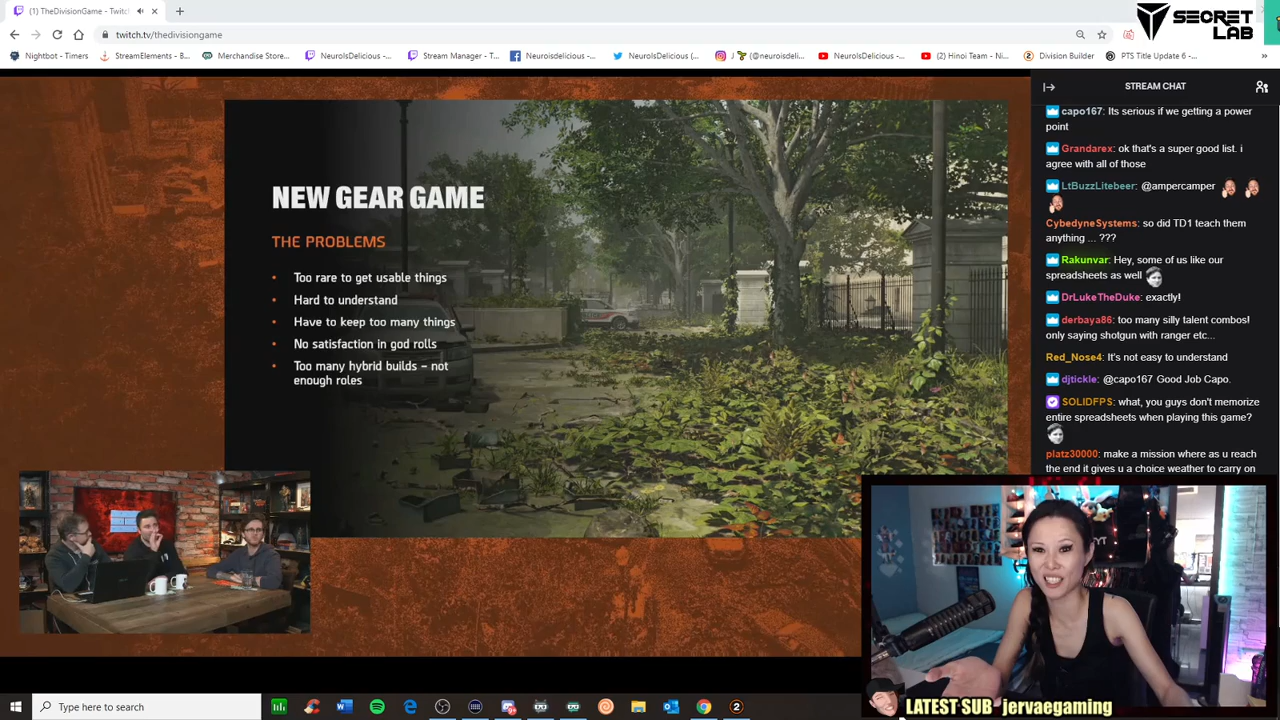 (1) TheDivisionGame - Twitch
twitch.tv/thedivisiongame
SECRET
LAB
Nightbot - Timers
StreamElements - B...
Merchandise Store...
NeuroIsDelicious -...
Stream Manager - T...
Neuroisdelicious -...
NeuroIsDelicious (...
(@neuroisdeli...
NeuroIsDelicious -...
(1) Hinoi Team - Ni...
Division Builder
PTS Title Update 6 -...
STREAM CHAT
capo167: Its serious if we getting a power
point
Grandarex: ok that's a super good list. i
agree with all of those
LtBuzzLitebeer: @ampercamper
CybedyneSystems: so did TD1 teach them
anything ... ???
Rakunvar: Hey, some of us like our
spreadsheets as well
DrLukeTheDuke: exactly!
derbaya86: too many silly talent combos!
only saying shotgun with ranger etc...
Red_Nose4: It's not easy to understand
djtickle: @capo167 Good Job Capo.
SOLIDFPS: what, you guys don't memorize
entire spreadsheets when playing this game?
platz30000: make a mission where as u reach
the end it gives u a choice weather to carry on
NEW GEAR GAME
THE PROBLEMS
• Too rare to get usable things
• Hard to understand
• Have to keep too many things
• No satisfaction in god rolls
• Too many hybrid builds – not
enough roles
LATEST SUB jervaegaming
Type here to search